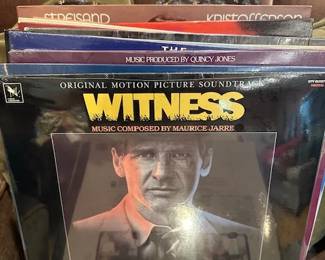 STREISAND KRISTOFFERSON
THE
MUSIC PRODUCED BY QUINCY JONES
ORIGINAL MOTION PICTURE SOUNDTRACK
WITNESS
MUSIC COMPOSED BY MAURICE JARRE